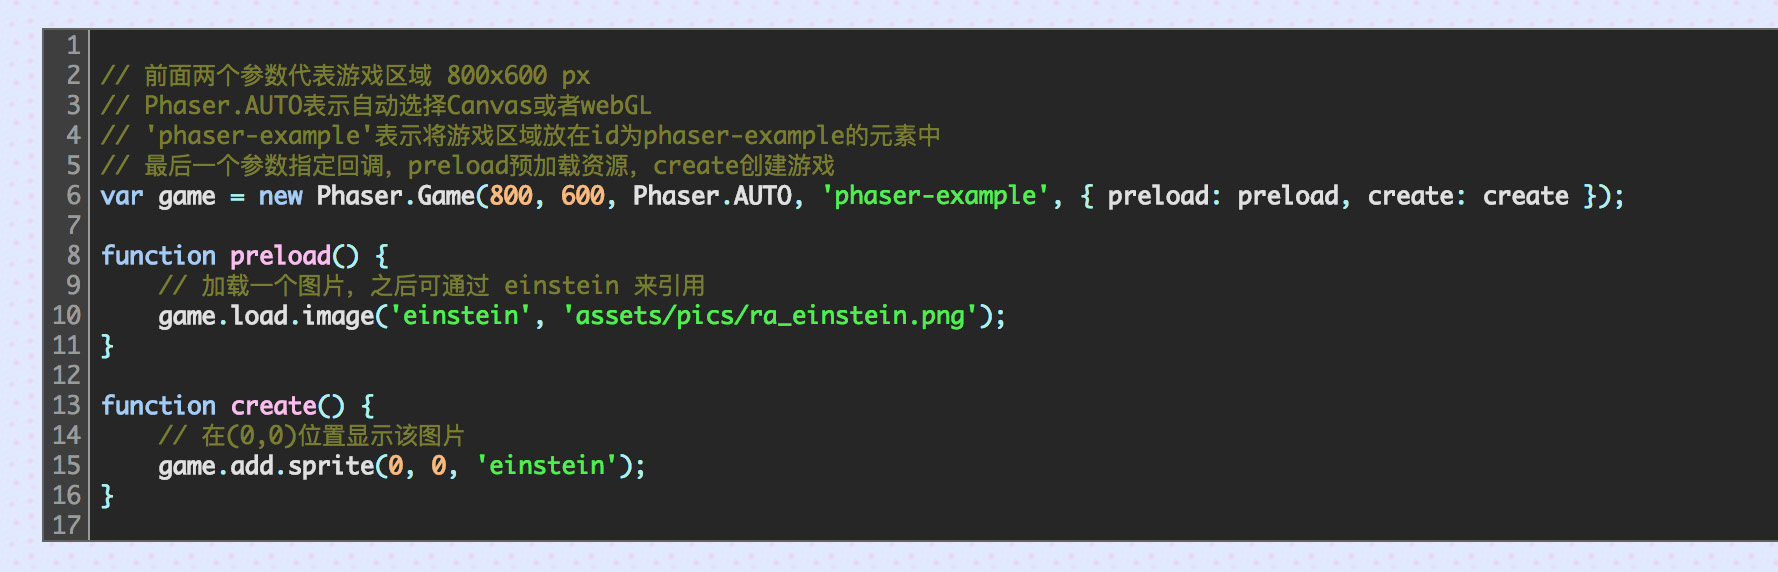 1
2 // 前面两个参数代表游戏区域 800x600 px
3 // Phaser.AUTO表示自动选择Canvas或者webGL
4 // 'phaser-example'表示将游戏区域放在id为phaser-example的元素中
5 // 最后一个参数指定回调，preload预加载资源，create创建游戏
6 var game = new Phaser.Game(800, 600, Phaser.AUTO, 'phaser-example', { preload: preload, create: create });
7
8 function preload() {
9     // 加载一个图片，之后可通过 einstein 来引用
10     game.load.image('einstein', 'assets/pics/ra_einstein.png');
11 }
12
13 function create() {
14     // 在(0,0)位置显示该图片
15     game.add.sprite(0, 0, 'einstein');
16 }
17